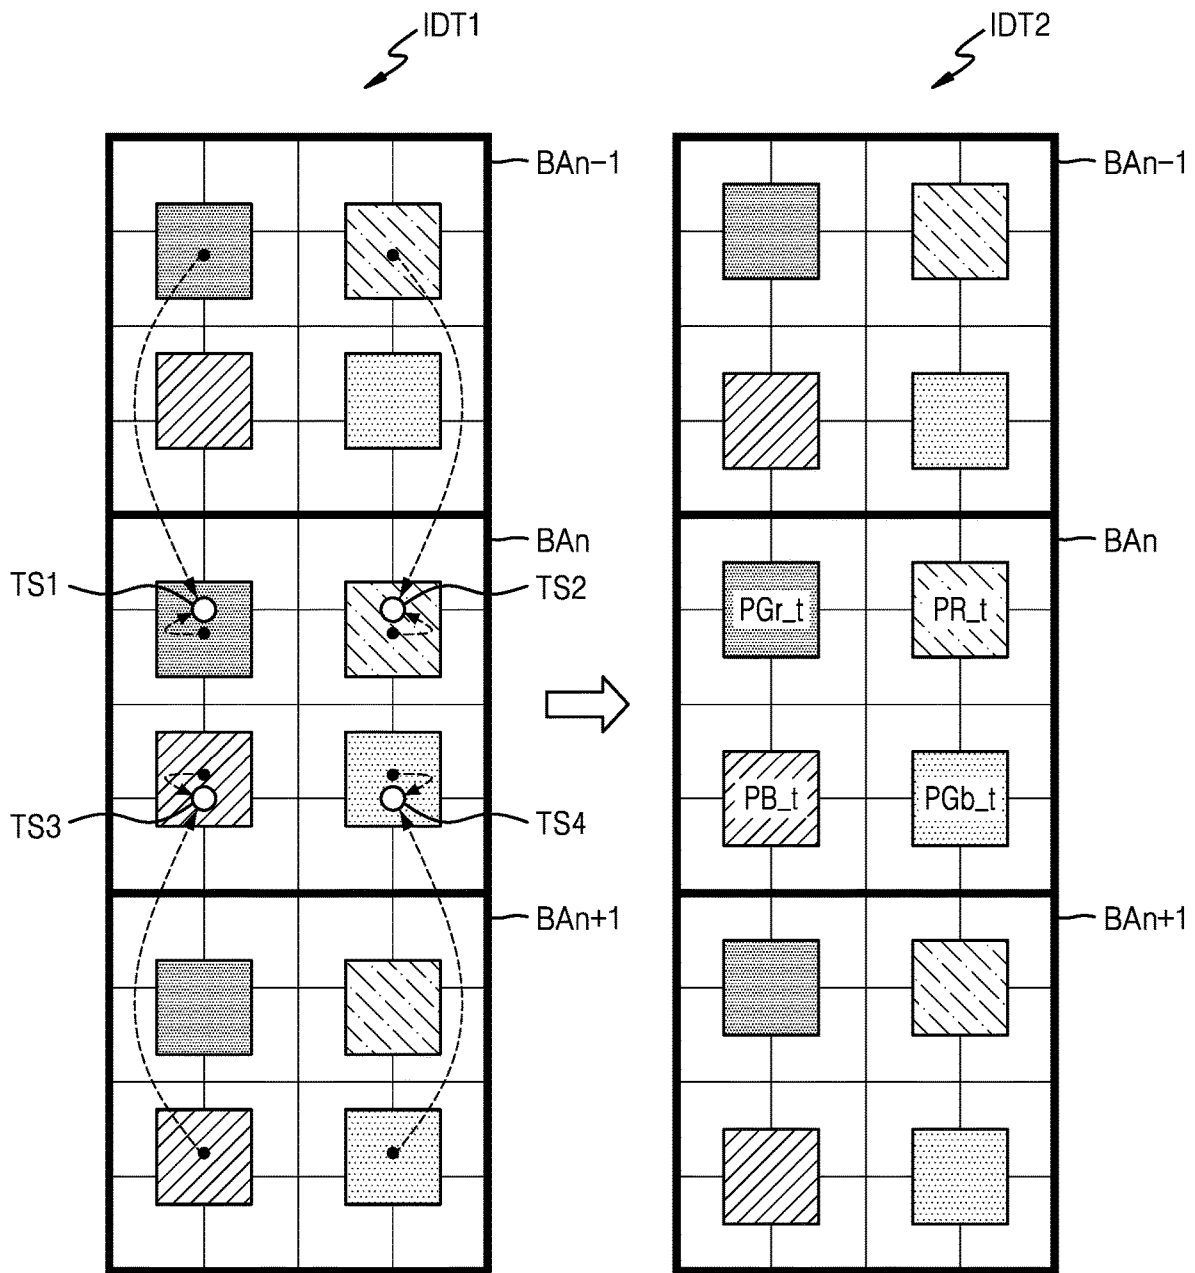 IDT1
IDT2
BAn-1
BAn-1
BAn
BAn
TS1
TS2
PGr_t
PR_t
TS3
TS4
PB_t
PGb_t
BAn+1
BAn+1